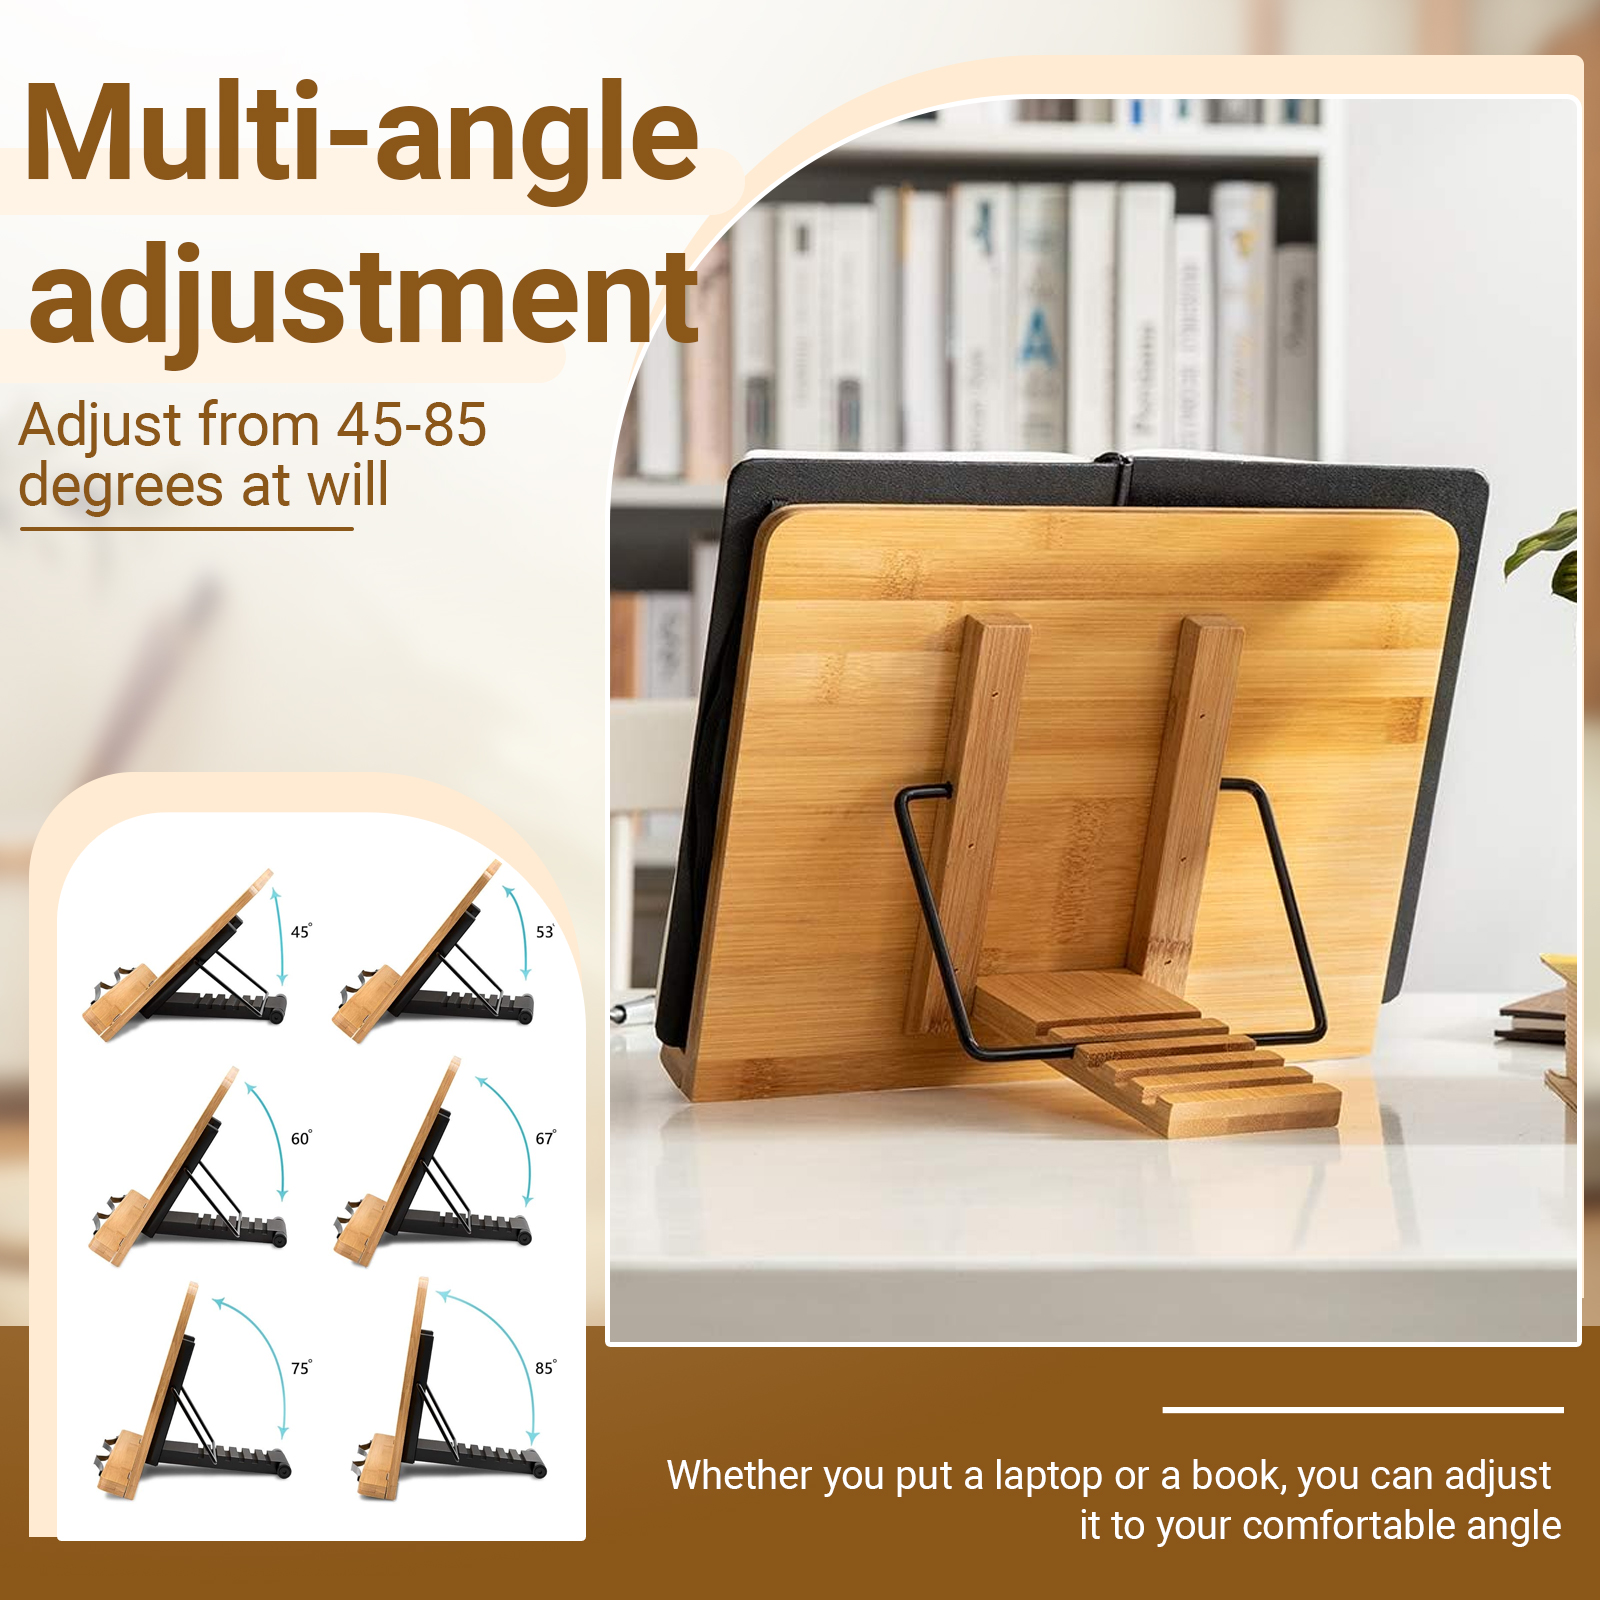 Multi-angle
adjustment
Adjust from 45-85
degrees at will
45°
53°
60°
67°
75°
85°
A
Whether you put a laptop or a book, you can adjust
it to your comfortable angle